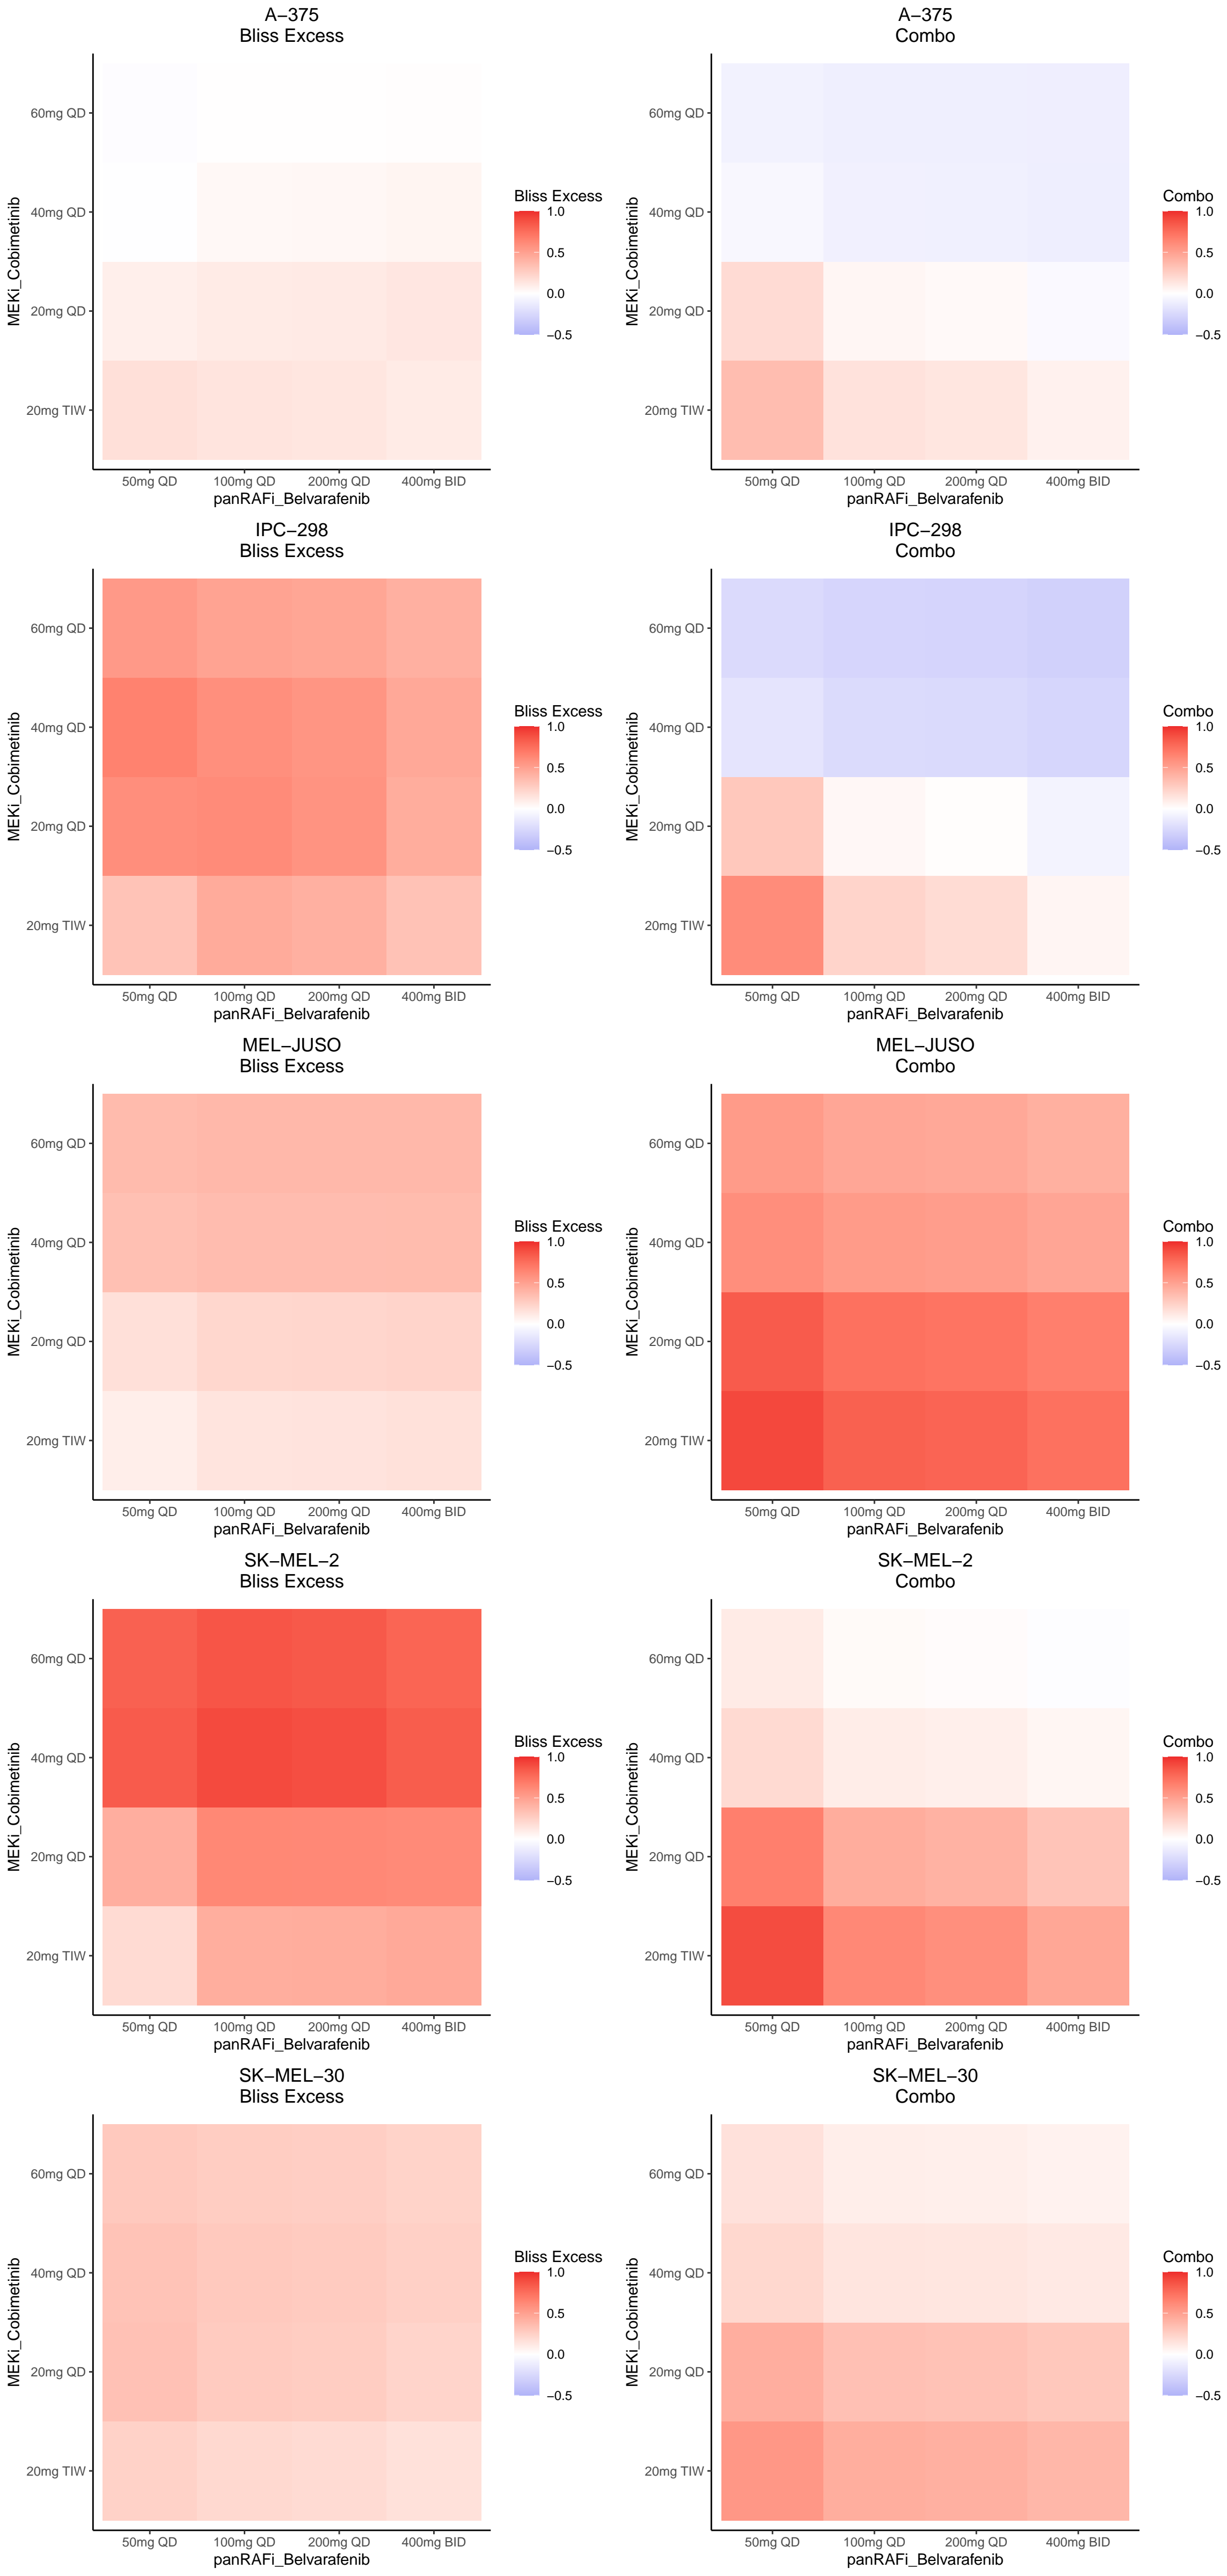 A−375
Bliss Excess
60mg QD
40mg QD
20mg QD
20mg TIW
MEKi_Cobimetinib
50mg QD 100mg QD 200mg QD 400mg BID
panRAFi_Belvarafenib
Bliss Excess
1.0
0.5
0.0
−0.5
A−375
Combo
60mg QD
40mg QD
20mg QD
20mg TIW
MEKi_Cobimetinib
50mg QD 100mg QD 200mg QD 400mg BID
panRAFi_Belvarafenib
Combo
1.0
0.5
0.0
−0.5
IPC−298
Bliss Excess
60mg QD
40mg QD
20mg QD
20mg TIW
MEKi_Cobimetinib
50mg QD 100mg QD 200mg QD 400mg BID
panRAFi_Belvarafenib
Bliss Excess
1.0
0.5
0.0
−0.5
IPC−298
Combo
60mg QD
40mg QD
20mg QD
20mg TIW
MEKi_Cobimetinib
50mg QD 100mg QD 200mg QD 400mg BID
panRAFi_Belvarafenib
Combo
1.0
0.5
0.0
−0.5
MEL−JUSO
Bliss Excess
60mg QD
40mg QD
20mg QD
20mg TIW
MEKi_Cobimetinib
50mg QD 100mg QD 200mg QD 400mg BID
panRAFi_Belvarafenib
Bliss Excess
1.0
0.5
0.0
−0.5
MEL−JUSO
Combo
60mg QD
40mg QD
20mg QD
20mg TIW
MEKi_Cobimetinib
50mg QD 100mg QD 200mg QD 400mg BID
panRAFi_Belvarafenib
Combo
1.0
0.5
0.0
−0.5
SK−MEL−2
Bliss Excess
60mg QD
40mg QD
20mg QD
20mg TIW
MEKi_Cobimetinib
50mg QD 100mg QD 200mg QD 400mg BID
panRAFi_Belvarafenib
Bliss Excess
1.0
0.5
0.0
−0.5
SK−MEL−2
Combo
60mg QD
40mg QD
20mg QD
20mg TIW
MEKi_Cobimetinib
50mg QD 100mg QD 200mg QD 400mg BID
panRAFi_Belvarafenib
Combo
1.0
0.5
0.0
−0.5
SK−MEL−30
Bliss Excess
60mg QD
40mg QD
20mg QD
20mg TIW
MEKi_Cobimetinib
50mg QD 100mg QD 200mg QD 400mg BID
panRAFi_Belvarafenib
Bliss Excess
1.0
0.5
0.0
−0.5
SK−MEL−30
Combo
60mg QD
40mg QD
20mg QD
20mg TIW
MEKi_Cobimetinib
50mg QD 100mg QD 200mg QD 400mg BID
panRAFi_Belvarafenib
Combo
1.0
0.5
0.0
−0.5